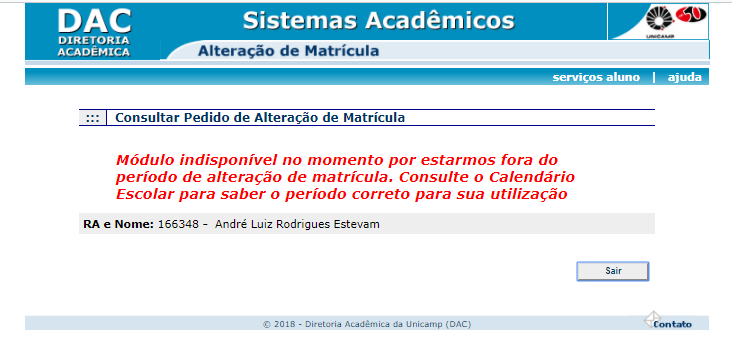 DAC
DIRETORIA
ACADÊMICA
Sistemas Acadêmicos
UNICAMP
Alteração de Matrícula
serviços aluno | ajuda
::: Consultar Pedido de Alteração de Matrícula
Módulo indisponível no momento por estarmos fora do
período de alteração de matrícula. Consulte o Calendário
Escolar para saber o período correto para sua utilização
RA e Nome: 166348 - André Luiz Rodrigues Estevam
Sair
© 2018 - Diretoria Acadêmica da Unicamp (DAC)
Contato